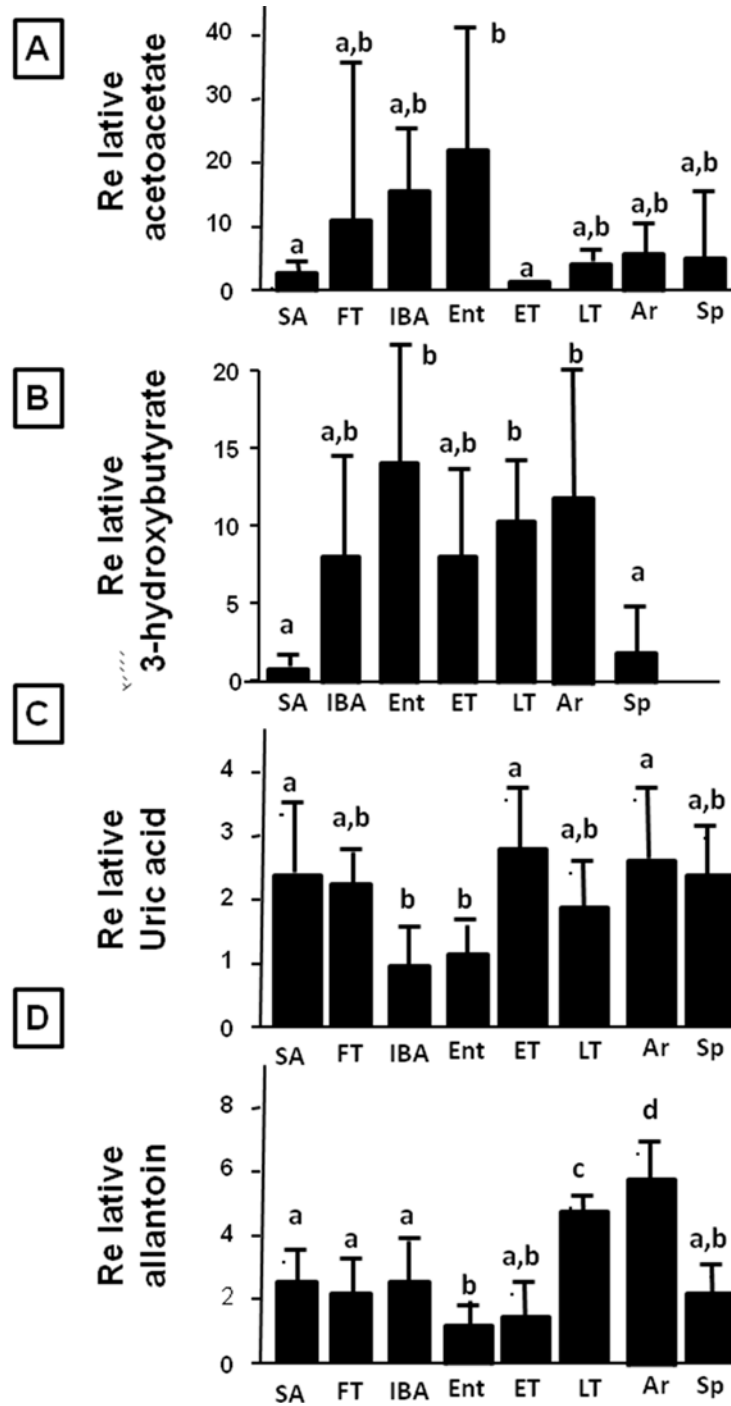 A
Re lative
acetoacetate
40
30
20
10
0
a
a,b
a,b
b
a
a,b
a,b
a,b
SA FT IBA Ent ET LT Ar Sp
B
Re lative
3-hydroxybutyrate
20
15
10
5
0
a
a,b
b
a,b
b
b
a
SA IBA Ent ET LT Ar Sp
C
Re lative
Uric acid
4
3
2
1
0
a
a,b
b
b
a
a,b
a
a,b
SA FT IBA Ent ET LT Ar Sp
D
Re lative
allantoin
8
6
4
2
0
a
a
a
b
a,b
c
d
a,b
SA FT IBA Ent ET LT Ar Sp